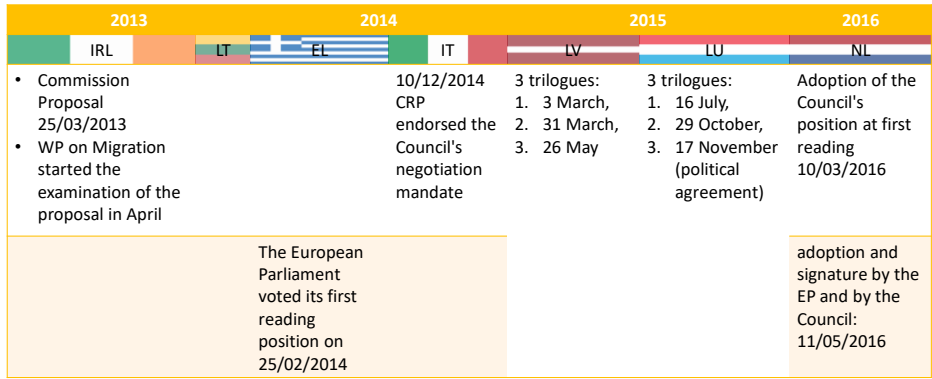 2013 2014 2015 2016
IRL LT EL IT LV LU NL
• Commission
Proposal
25/03/2013
• WP on Migration
started the
examination of the
proposal in April
10/12/2014
CRP
endorsed the
Council's
negotiation
mandate
3 trilogues:
1. 3 March,
2. 31 March,
3. 26 May
3 trilogues:
1. 16 July,
2. 29 October,
3. 17 November
(political
agreement)
Adoption of the
Council's
position at first
reading
10/03/2016
The European
Parliament
voted its first
reading
position on
25/02/2014
adoption and
signature by the
EP and by the
Council:
11/05/2016